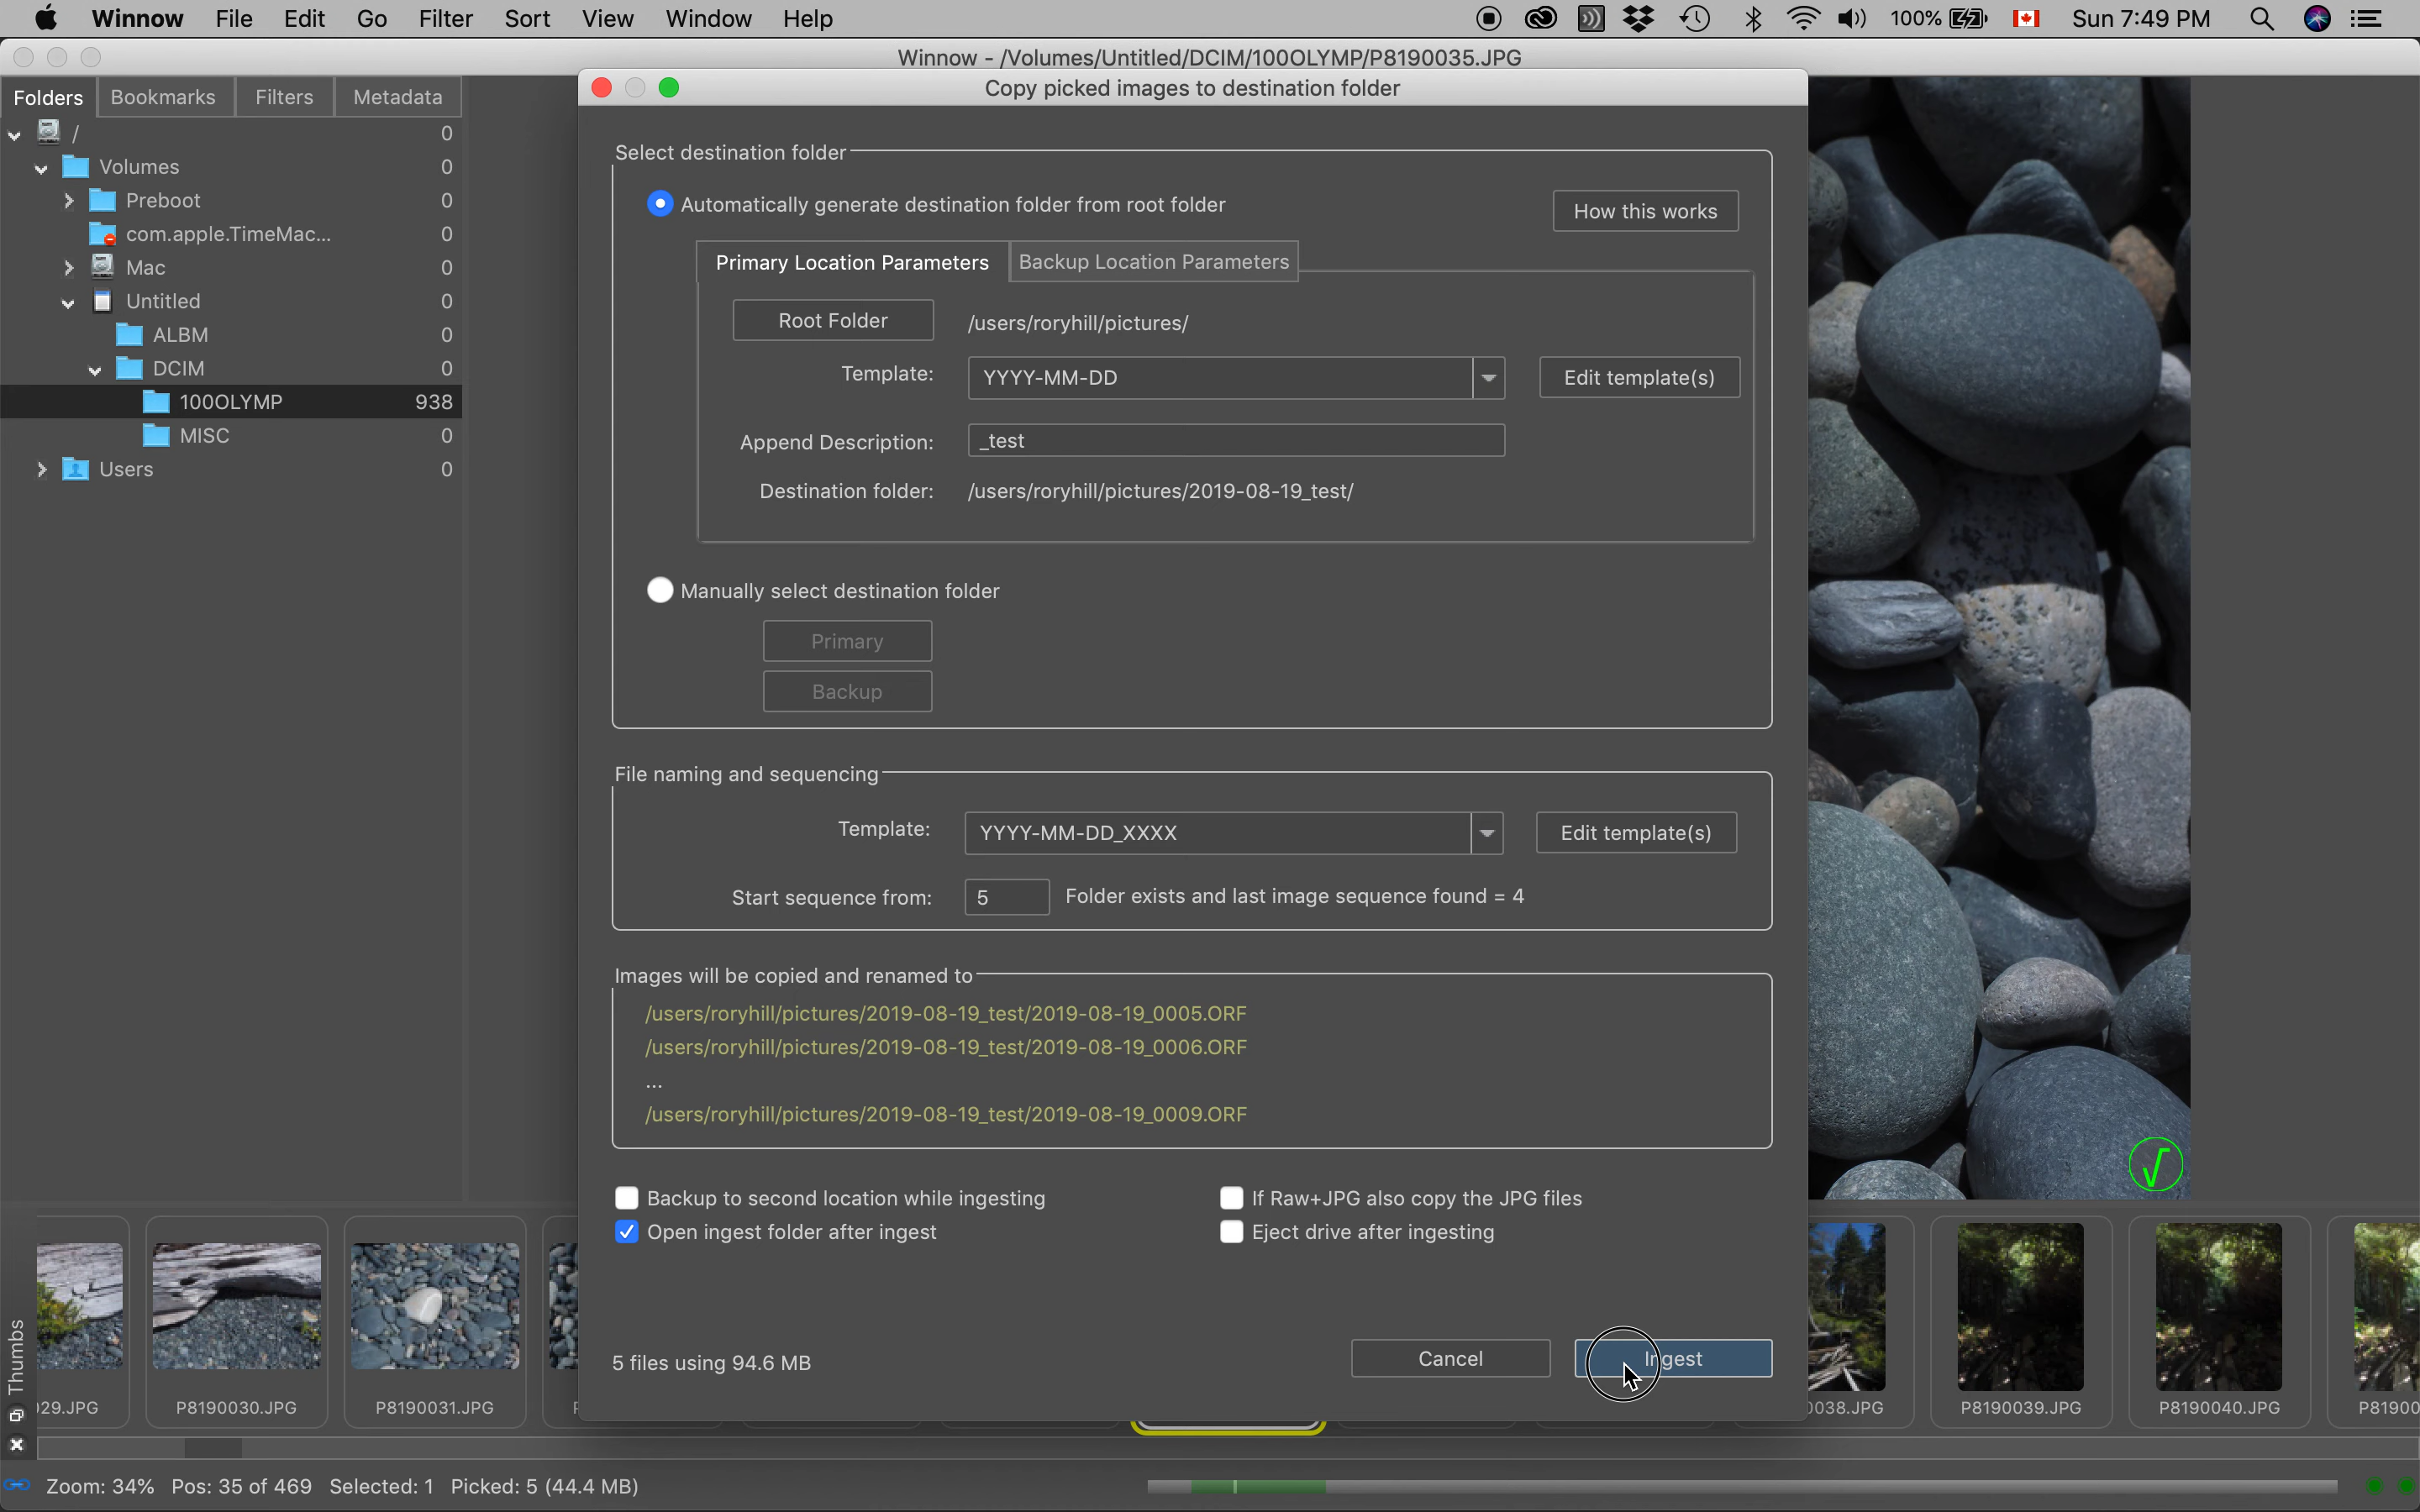 Winnow File Edit Go Filter Sort View Window Help 100% Sun 7:49 PM
Winnow - /Volumes/Untitled/DCIM/100OLYMP/P8190035.JPG
Folders Bookmarks Filters Metadata
/ 0
Volumes 0
Preboot 0
com.apple.TimeMac... 0
Mac 0
Untitled 0
ALBM 0
DCIM 0
100OLYMP 938
MISC 0
Users 0
Copy picked images to destination folder
Select destination folder
Automatically generate destination folder from root folder How this works
Primary Location Parameters Backup Location Parameters
Root Folder /users/roryhill/pictures/
Template: YYYY-MM-DD Edit template(s)
Append Description: _test
Destination folder: /users/roryhill/pictures/2019-08-19_test/
Manually select destination folder
Primary
Backup
File naming and sequencing
Template: YYYY-MM-DD_XXXX Edit template(s)
Start sequence from: 5 Folder exists and last image sequence found = 4
Images will be copied and renamed to
/users/roryhill/pictures/2019-08-19_test/2019-08-19_0005.ORF
/users/roryhill/pictures/2019-08-19_test/2019-08-19_0006.ORF
...
/users/roryhill/pictures/2019-08-19_test/2019-08-19_0009.ORF
Backup to second location while ingesting If Raw+JPG also copy the JPG files
Open ingest folder after ingest Eject drive after ingesting
5 files using 94.6 MB Cancel Ingest
Thumbs
29.JPG P8190030.JPG P8190031.JPG 038.JPG P8190039.JPG P8190040.JPG P81900
Zoom: 34% Pos: 35 of 469 Selected: 1 Picked: 5 (44.4 MB)